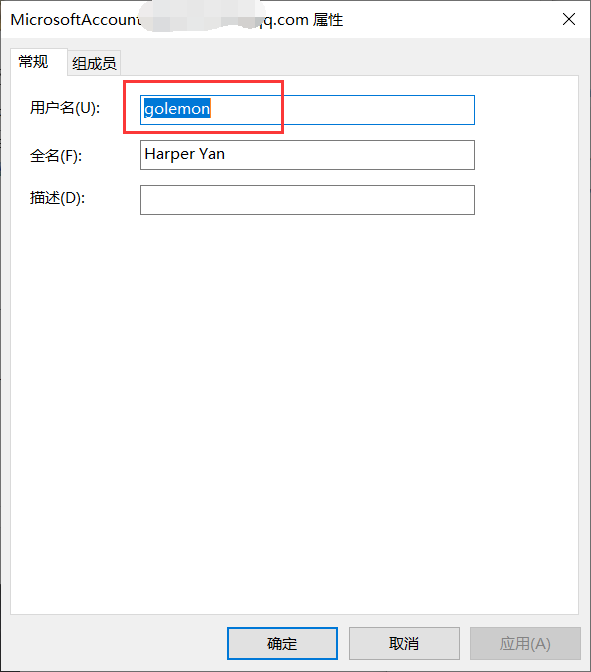 MicrosoftAccount qq.com 属性
常规
组成员
用户名(U):
golemon
全名(F):
Harper Yan
描述(D):
确定
取消
应用(A)